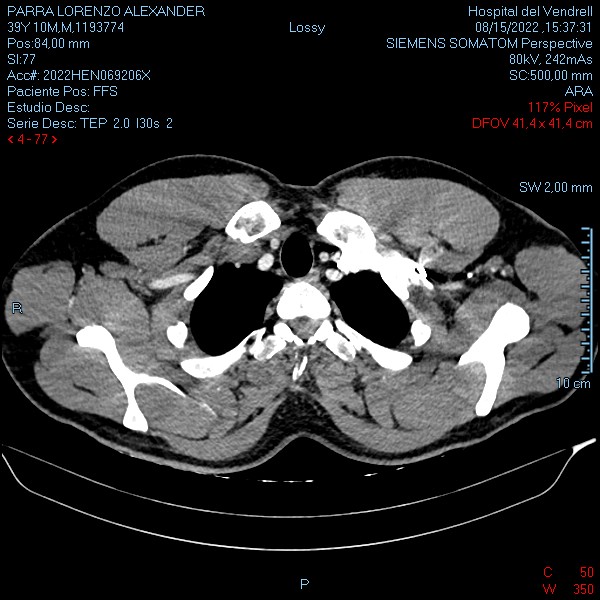 PARRA LORENZO ALEXANDER
39Y 10M,M,1193774
Pos:84,00 mm
SI:77
Acc#: 2022HEN069206X
Paciente Pos: FFS
Estudio Desc:
Serie Desc: TEP 2.0 I30s 2
< 4 - 77 >
Lossy
Hospital del Vendrell
08/15/2022 ,15:37:31
SIEMENS SOMATOM Perspective
80kV, 242mAs
SC:500,00 mm
ARA
117% Pixel
DFOV 41,4 x 41,4 cm
SW 2,00 mm
R
10 cm
P
C 50
W 350